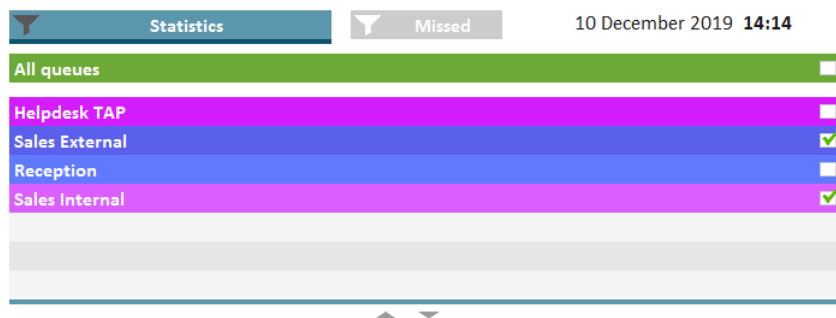 Statistics Missed 10 December 2019 14:14
All queues
Helpdesk TAP
Sales External
Reception
Sales Internal